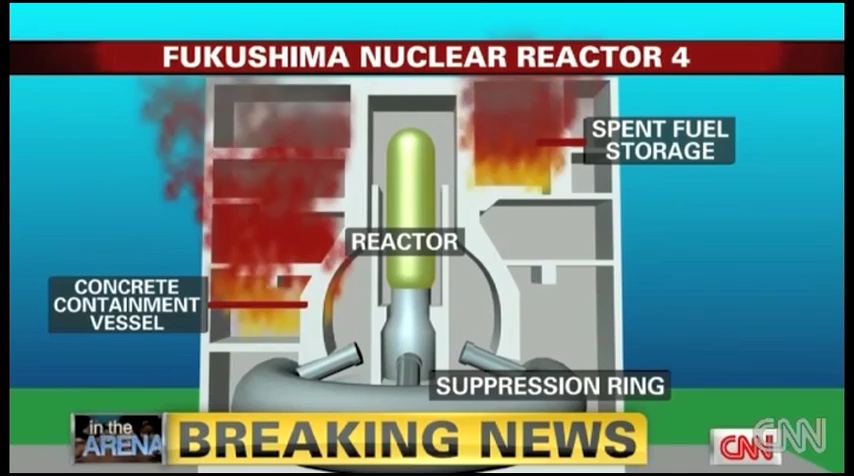 FUKUSHIMA NUCLEAR REACTOR 4
SPENT FUEL
STORAGE
REACTOR
CONCRETE
CONTAINMENT
VESSEL
SUPPRESSION RING
in the
ARENA
BREAKING NEWS
CNN
CNN